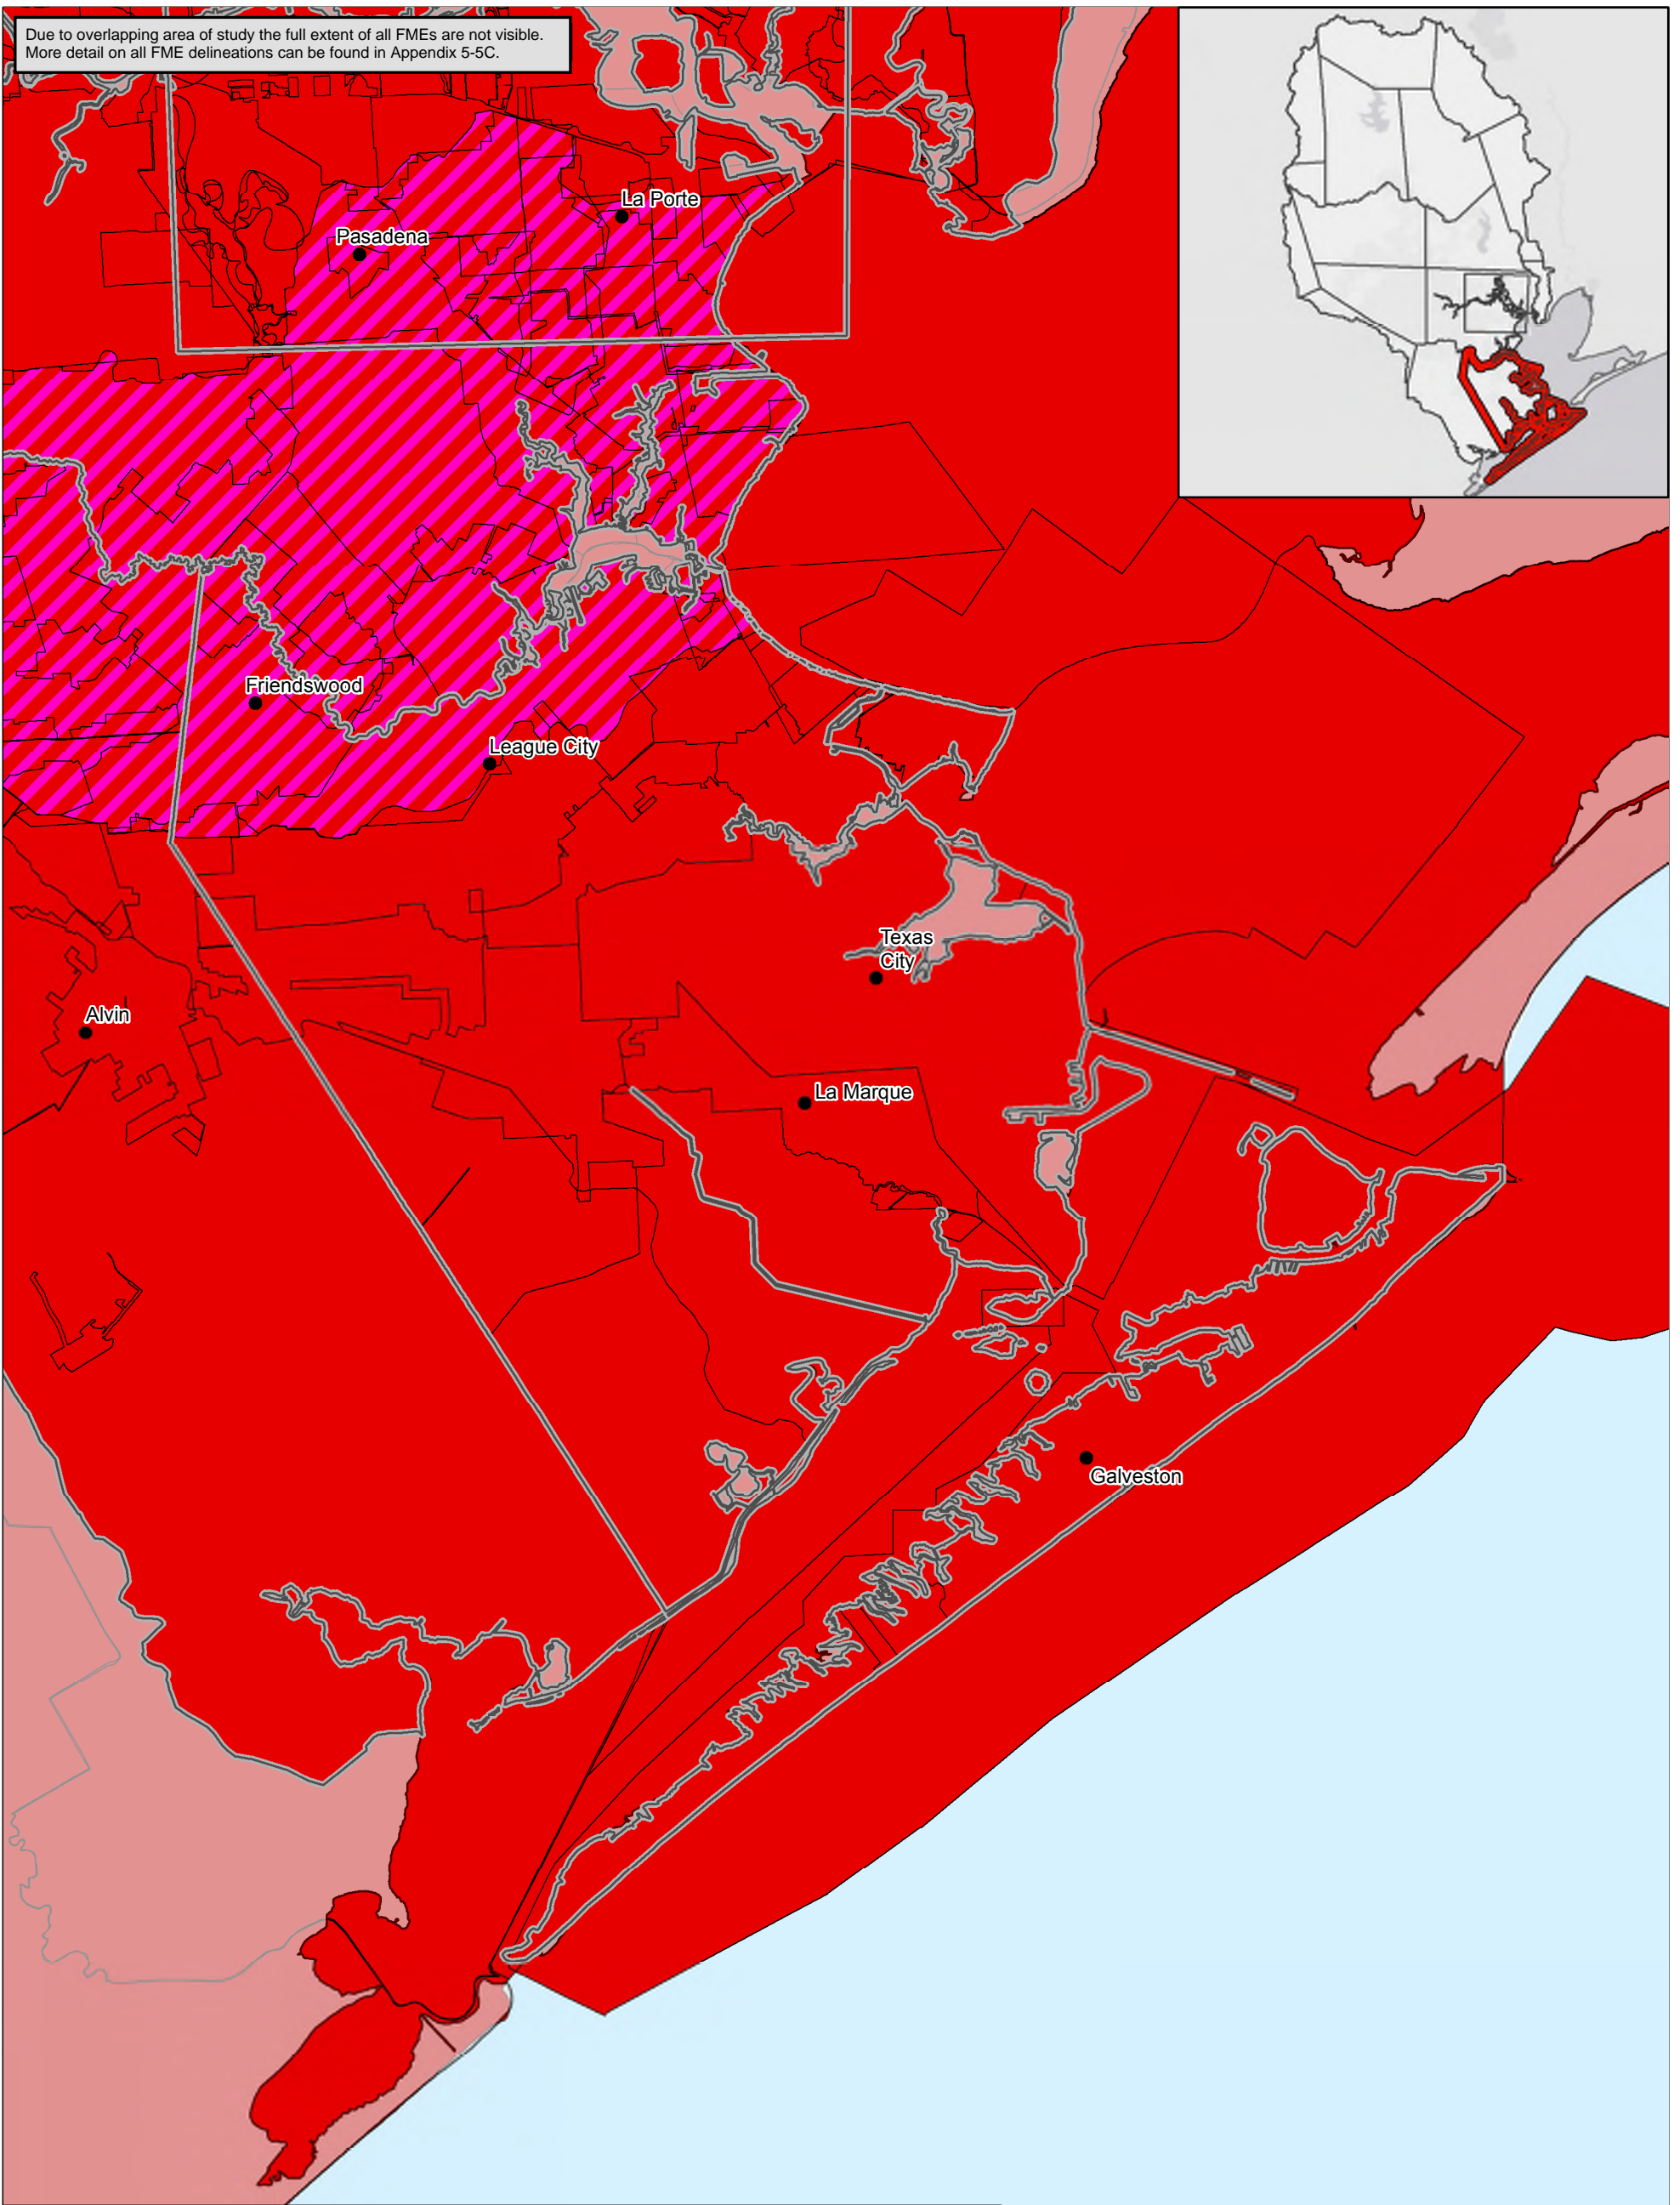 Due to overlapping area of study the full extent of all FMEs are not visible.
More detail on all FME delineations can be found in Appendix 5-5C.
La Porte
Pasadena
Friendswood
League City
Texas
City
Alvin
La Marque
Galveston